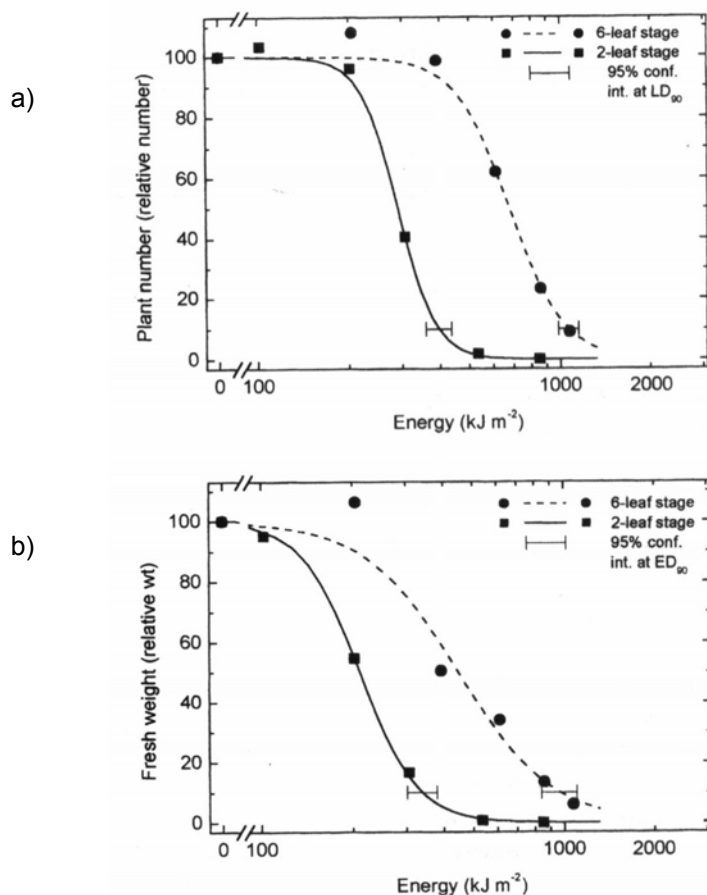 a)
100
80
60
40
20
0
Plant number (relative number)
6-leaf stage
2-leaf stage
95% conf.
int. at LD₉₀
0 100 1000 2000
Energy (kJ m⁻²)
b)
100
80
60
40
20
0
Fresh weight (relative wt)
6-leaf stage
2-leaf stage
95% conf.
int. at ED₉₀
0 100 1000 2000
Energy (kJ m⁻²)